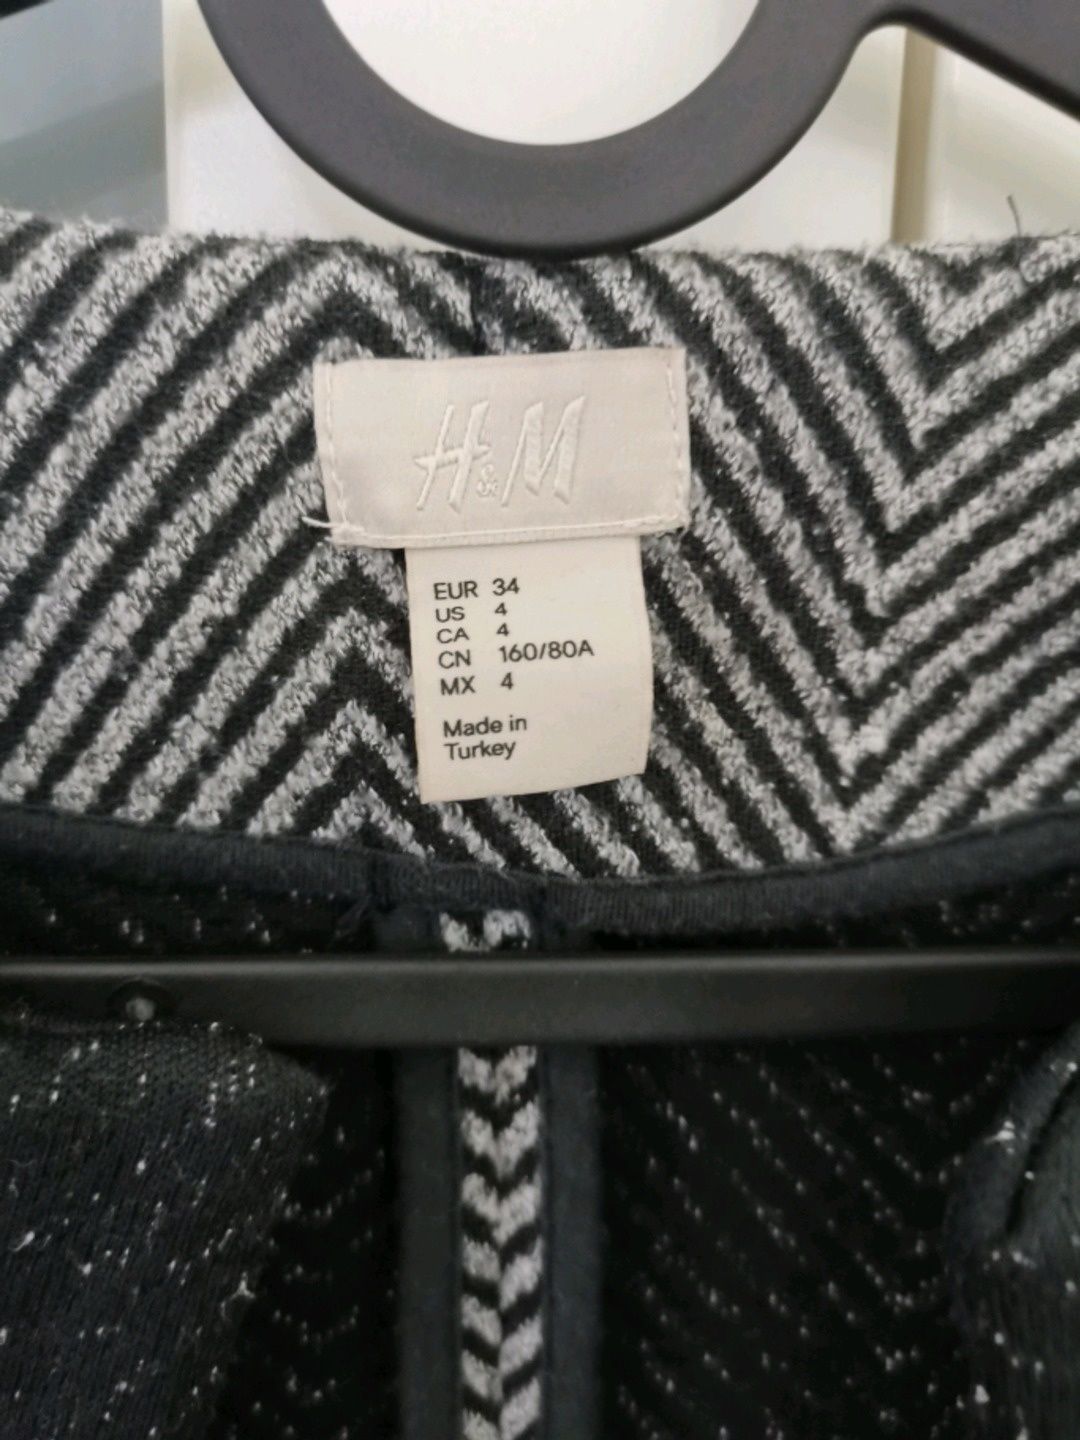 H&M
EUR 34
US 4
CA 4
CN 160/80A
MX 4
Made in
Turkey